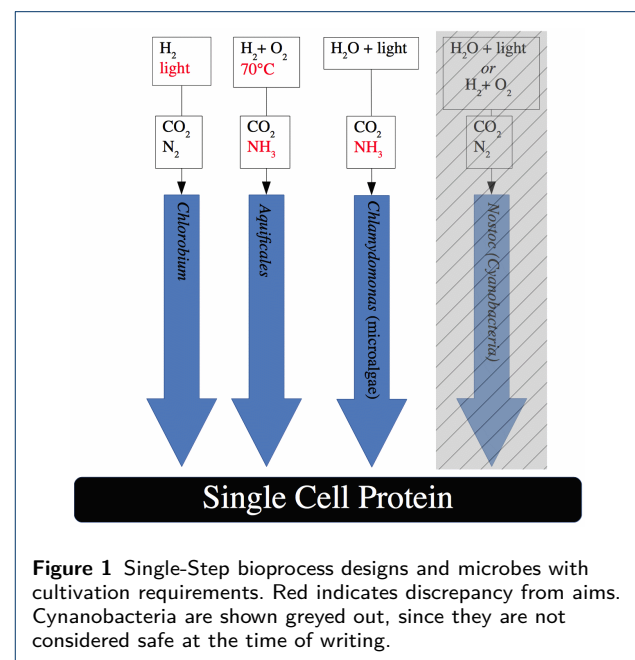 H₂
light
H₂+ O₂
70°C
H₂O + light
H₂O + light
or
H₂+ O₂
CO₂
N₂
CO₂
NH₃
CO₂
NH₃
CO₂
N₂
Chlorobium
Aquificales
Chlamydomonas (microalgae)
Nostoc (Cyanobacteria)
Single Cell Protein
Figure 1 Single-Step bioprocess designs and microbes with
cultivation requirements. Red indicates discrepancy from aims.
Cynanobacteria are shown greyed out, since they are not
considered safe at the time of writing.